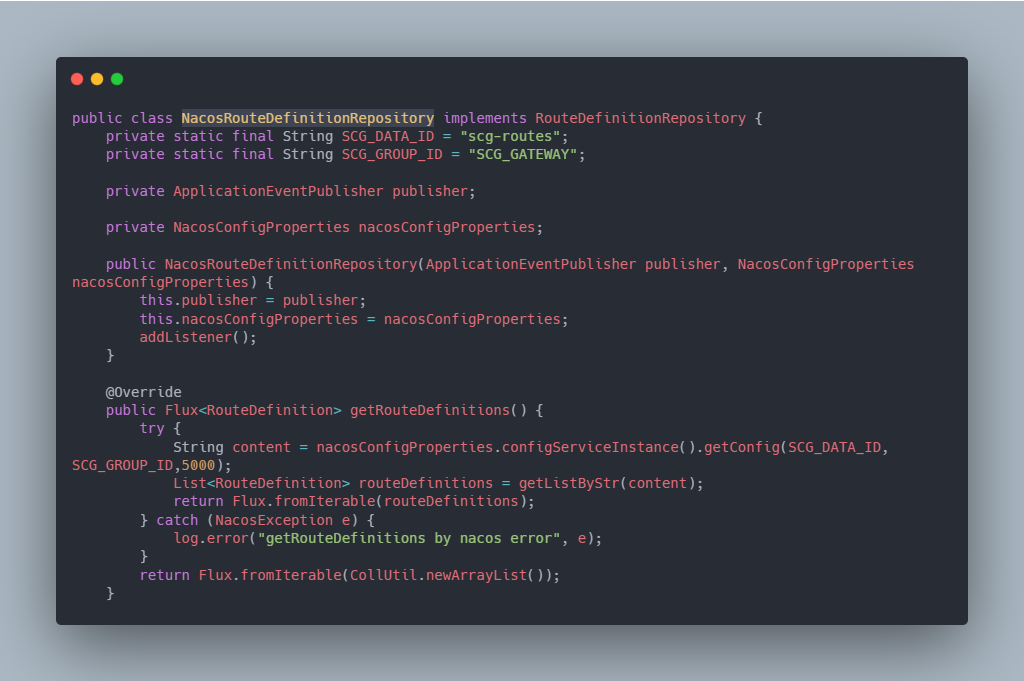 public class NacosRouteDefinitionRepository implements RouteDefinitionRepository {
    private static final String SCG_DATA_ID = "scg-routes";
    private static final String SCG_GROUP_ID = "SCG_GATEWAY";

    private ApplicationEventPublisher publisher;

    private NacosConfigProperties nacosConfigProperties;

    public NacosRouteDefinitionRepository(ApplicationEventPublisher publisher, NacosConfigProperties
nacosConfigProperties) {
        this.publisher = publisher;
        this.nacosConfigProperties = nacosConfigProperties;
        addListener();
    }

    @Override
    public Flux<RouteDefinition> getRouteDefinitions() {
        try {
            String content = nacosConfigProperties.configServiceInstance().getConfig(SCG_DATA_ID,
SCG_GROUP_ID,5000);
            List<RouteDefinition> routeDefinitions = getListByStr(content);
            return Flux.fromIterable(routeDefinitions);
        } catch (NacosException e) {
            log.error("getRouteDefinitions by nacos error", e);
        }
        return Flux.fromIterable(CollUtil.newArrayList());
    }